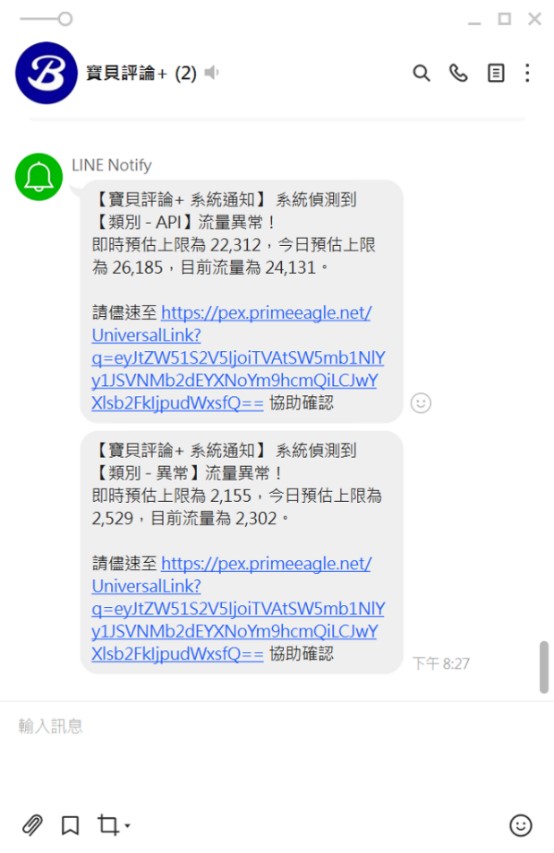 寶貝評論+ (2)
LINE Notify
【寶貝評論+ 系統通知】 系統偵測到
【類別 - API】流量異常！
即時預估上限為 22,312，今日預估上限
為 26,185，目前流量為 24,131。
請儘速至 https://pex.primeeagle.net/
UniversalLink?
q=eyJtZW51S2V5IjoiTVAtSW5mb1NlY
y1JSVNMb2dEYXNoYm9hcmQiLCJwY
Xlsb2FkIjpudWxsfQ== 協助確認
【寶貝評論+ 系統通知】 系統偵測到
【類別 - 異常】流量異常！
即時預估上限為 2,155，今日預估上限為
2,529，目前流量為 2,302。
請儘速至 https://pex.primeeagle.net/
UniversalLink?
q=eyJtZW51S2V5IjoiTVAtSW5mb1NlY
y1JSVNMb2dEYXNoYm9hcmQiLCJwY
Xlsb2FkIjpudWxsfQ== 協助確認
下午 8:27
輸入訊息